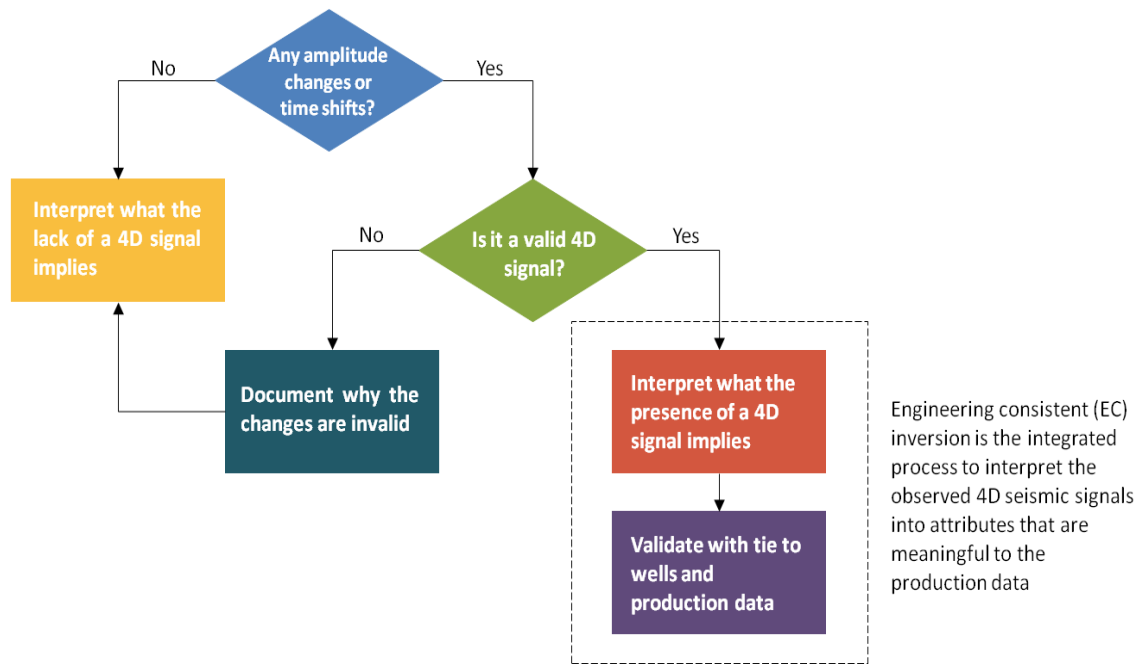 Any amplitude
changes or
time shifts?
No
Yes
Interpret what the
lack of a 4D signal
implies
Is it a valid 4D
signal?
No
Yes
Document why the
changes are invalid
Interpret what the
presence of a 4D
signal implies
Validate with tie to
wells and
production data
Engineering consistent (EC)
inversion is the integrated
process to interpret the
observed 4D seismic signals
into attributes that are
meaningful to the
production data